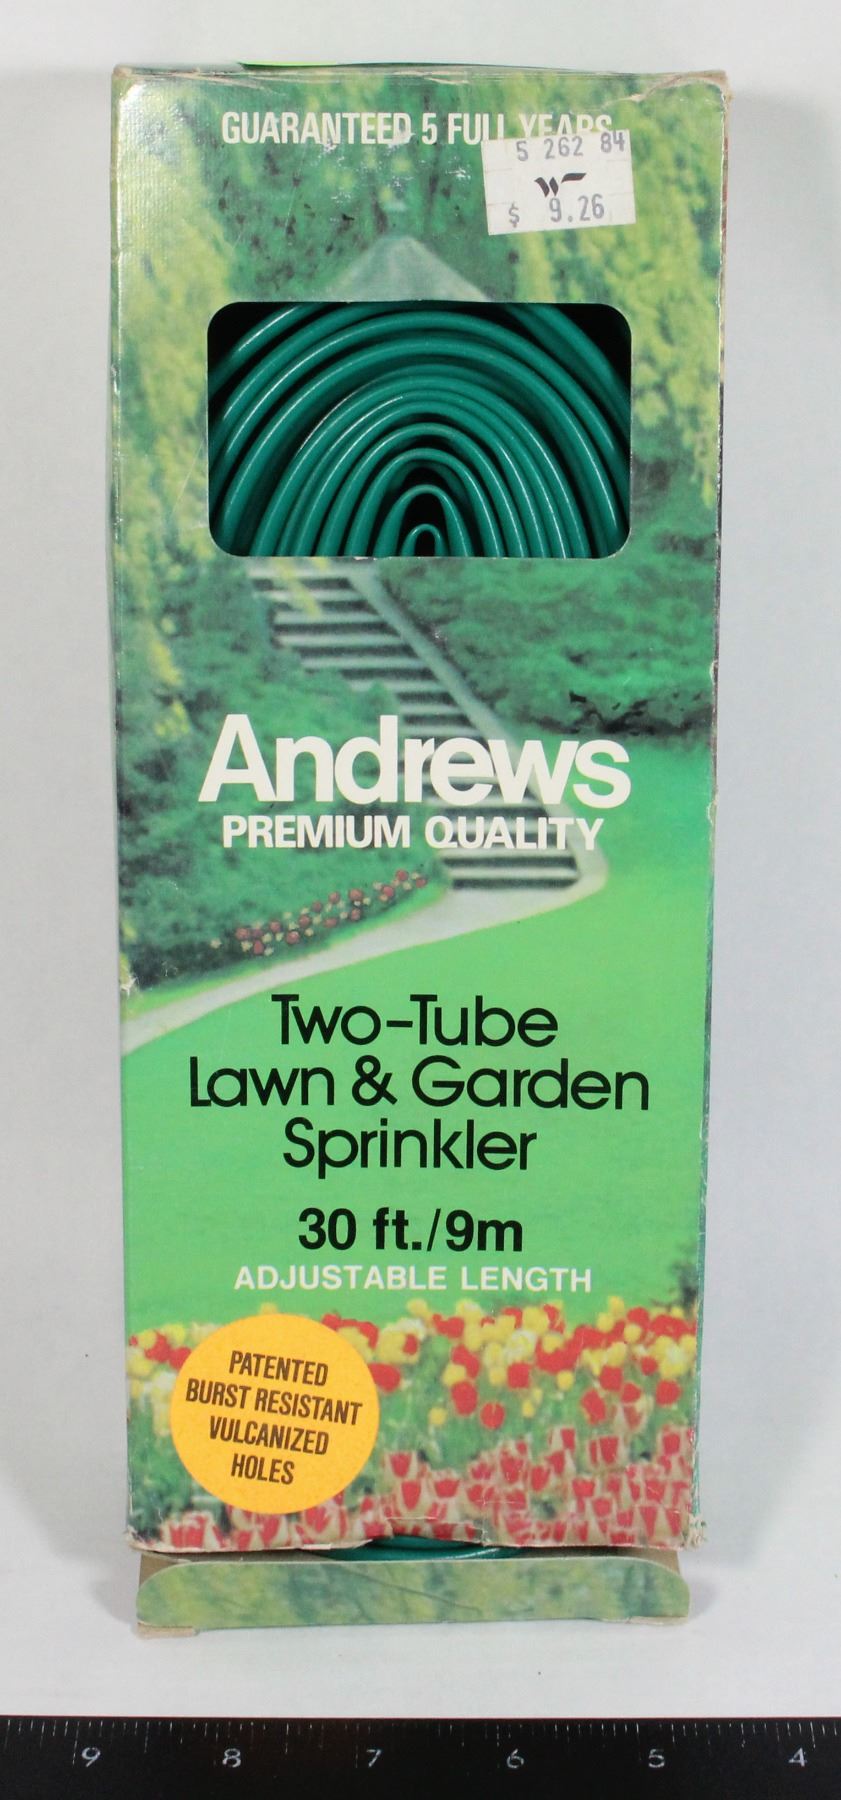 GUARANTEED 5 FULL YEARS
5 262 84
W
$ 9.26
Andrews
PREMIUM QUALITY
Two-Tube
Lawn & Garden
Sprinkler
30 ft./9m
ADJUSTABLE LENGTH
PATENTED
BURST RESISTANT
VULCANIZED
HOLES
9 8 7 6 5 4